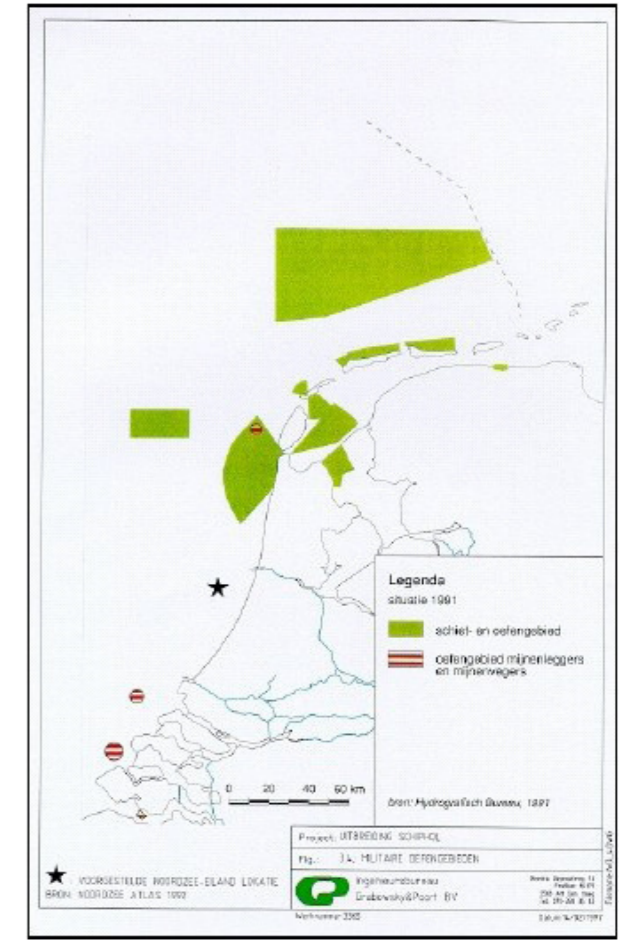 Legenda
situatie 1991
schiet- en oefengebied
oefengebied mijnenleggers
en mijnenvegers
0 20 40 60 km
bron: Hydrografisch Bureau, 1991
Project: UITBREIDING SCHIPHOL
Fig.: 3.4, MILITAIRE OEFENGEBIEDEN
Ingenieursbureau
Grabowsky&Poort BV
: VOORGESTELDE NOORDZEE-EILAND LOKATIE
BRON: NOORDZEE ATLAS 1992
Werknummer